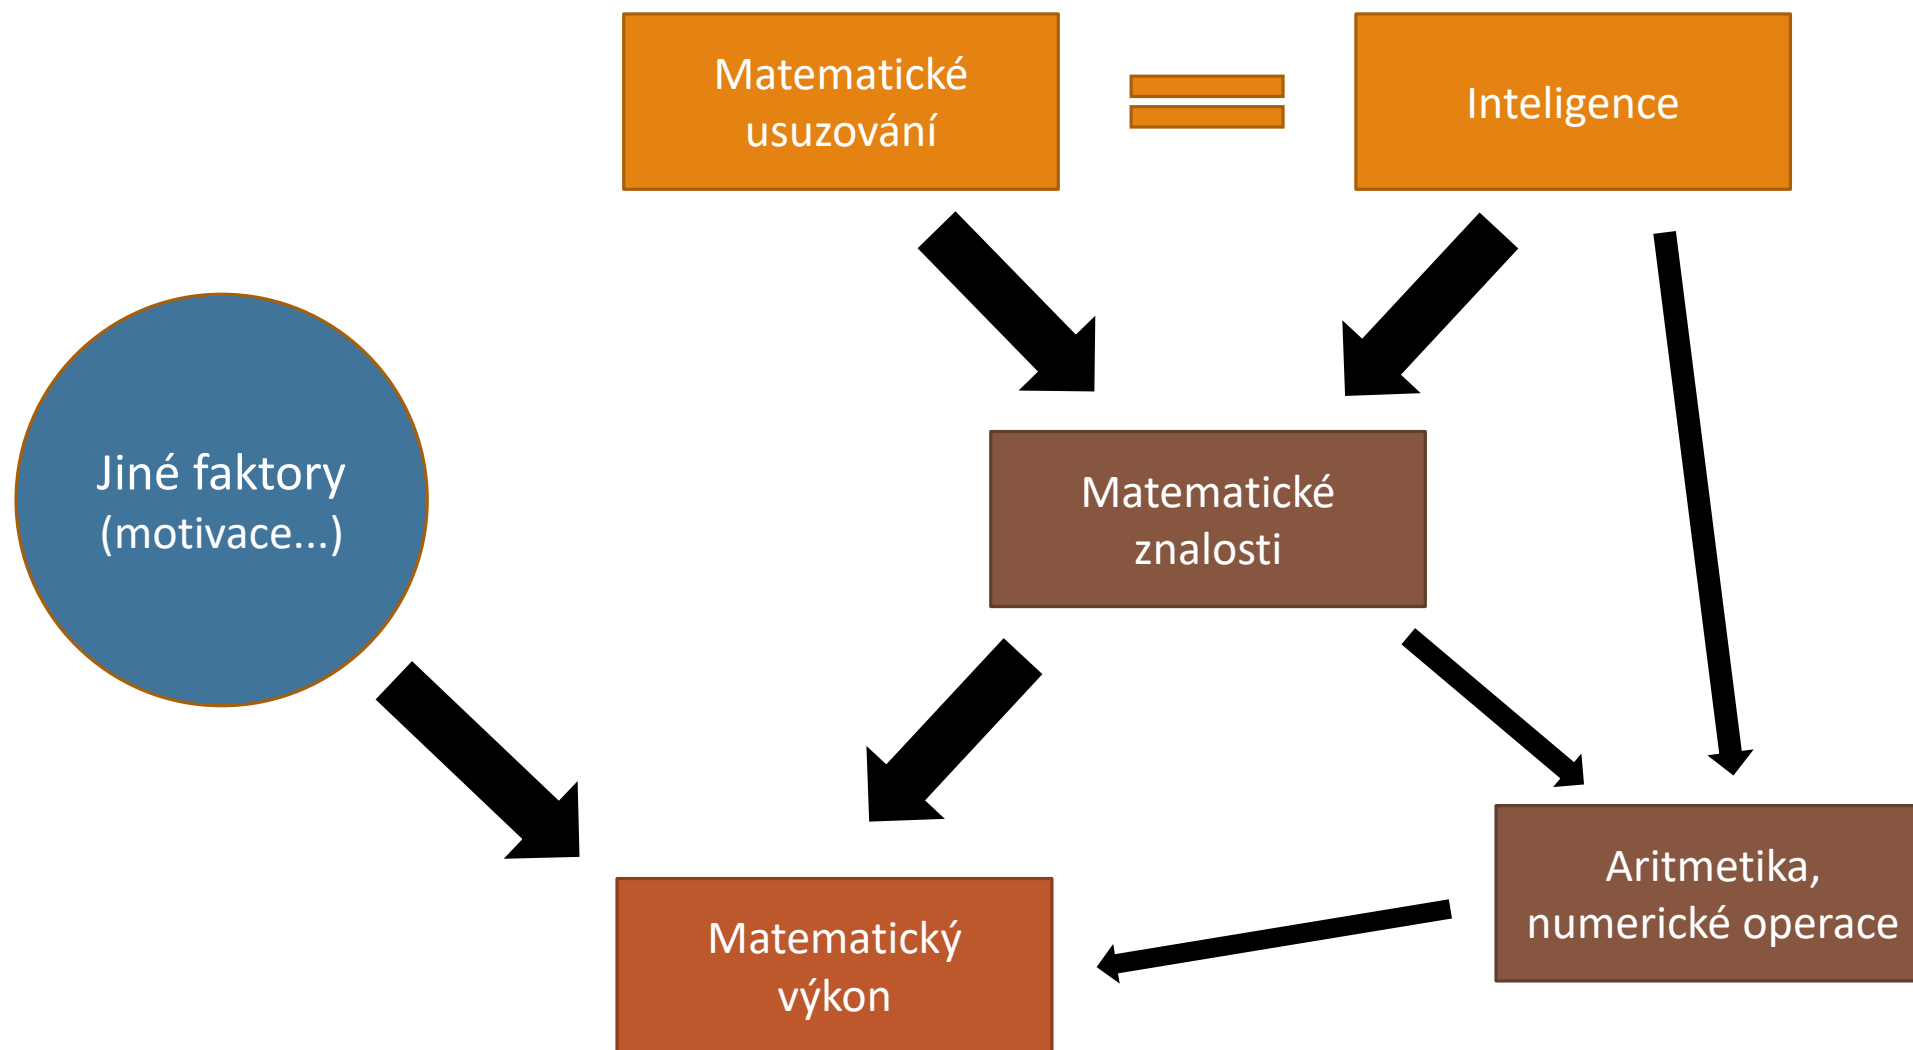 Matematické
usuzování
Inteligence
Jiné faktory
(motivace...)
Matematické
znalosti
Aritmetika,
numerické operace
Matematický
výkon